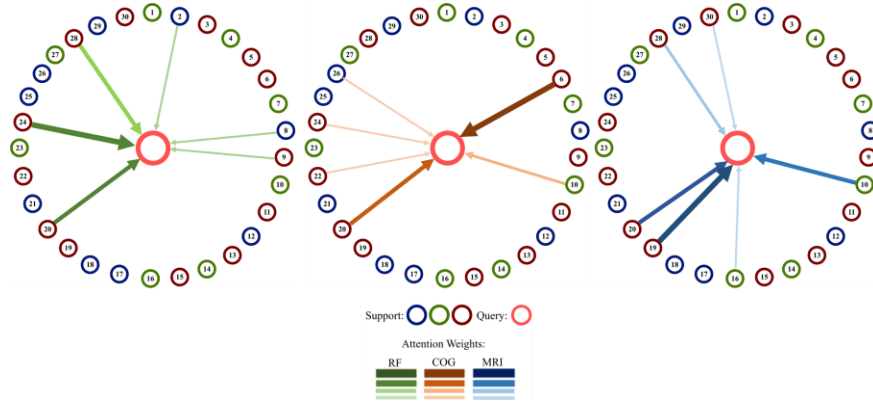 1 2 3 4 5 6 7 8 9 10 11 12 13 14 15 16 17 18 19 20 21 22 23 24 25 26 27 28 29 30
1 2 3 4 5 6 7 8 9 10 11 12 13 14 15 16 17 18 19 20 21 22 23 24 25 26 27 28 29 30
1 2 3 4 5 6 7 8 9 10 11 12 13 14 15 16 17 18 19 20 21 22 23 24 25 26 27 28 29 30
Support: Query:
Attention Weights:
RF COG MRI